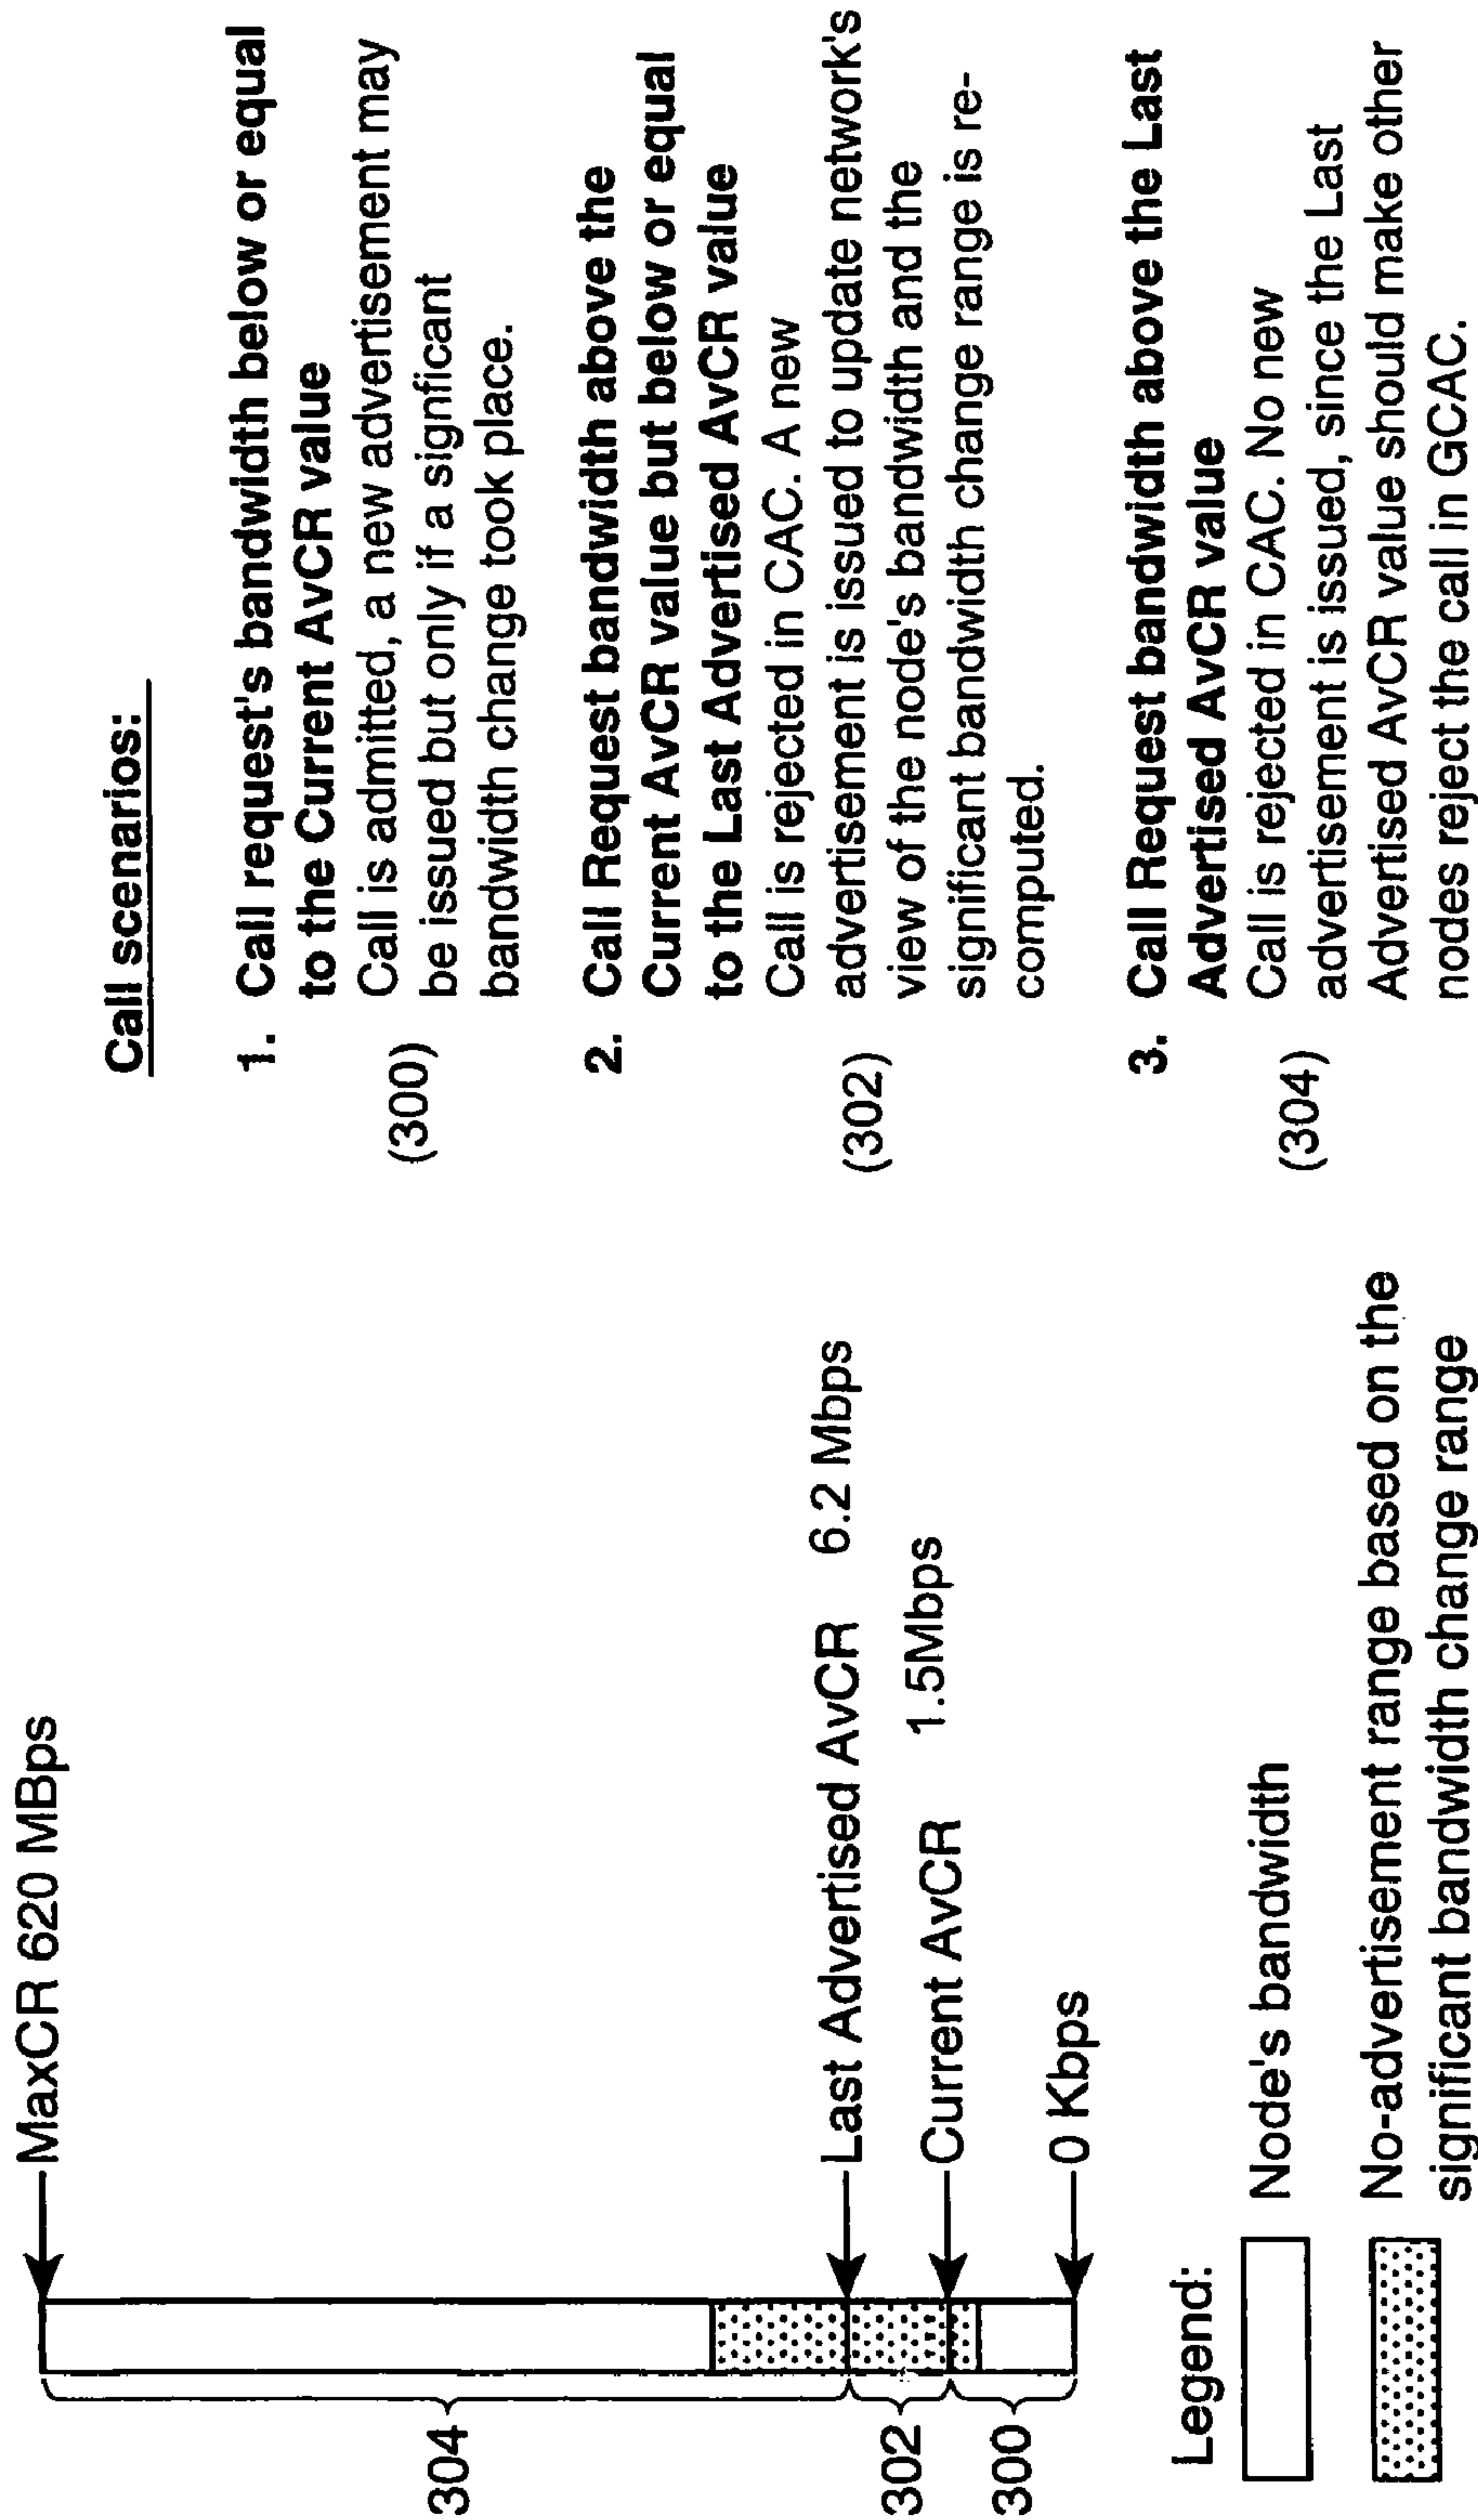 MaxCR 620 MBps
Last Advertised AvCR 6.2 Mbps
Current AvCR 1.5Mbps
0 Kbps
304
302
300
Legend:
Node's bandwidth
No-advertisement range based on the
significant bandwidth change range
Call scenarios:
1. Call request's bandwidth below or equal
to the Current AvCR value
(300)
Call is admitted, a new advertisement may
be issued but only if a signficant
bandwidth change took place.
2. Call Request bandwidth above the
Current AvCR value but below or equal
to the Last Advertised AvCR value
(302)
Call is rejected in CAC. A new
advertisement is issued to update network's
view of the node's bandwidth and the
significant bandwidth change range is re-
computed.
3. Call Request bandwidth above the Last
Advertised AvCR value
(304)
Call is rejected in CAC. No new
advertisement is issued, since the Last
Advertised AvCR value should make other
nodes reject the call in GCAC.